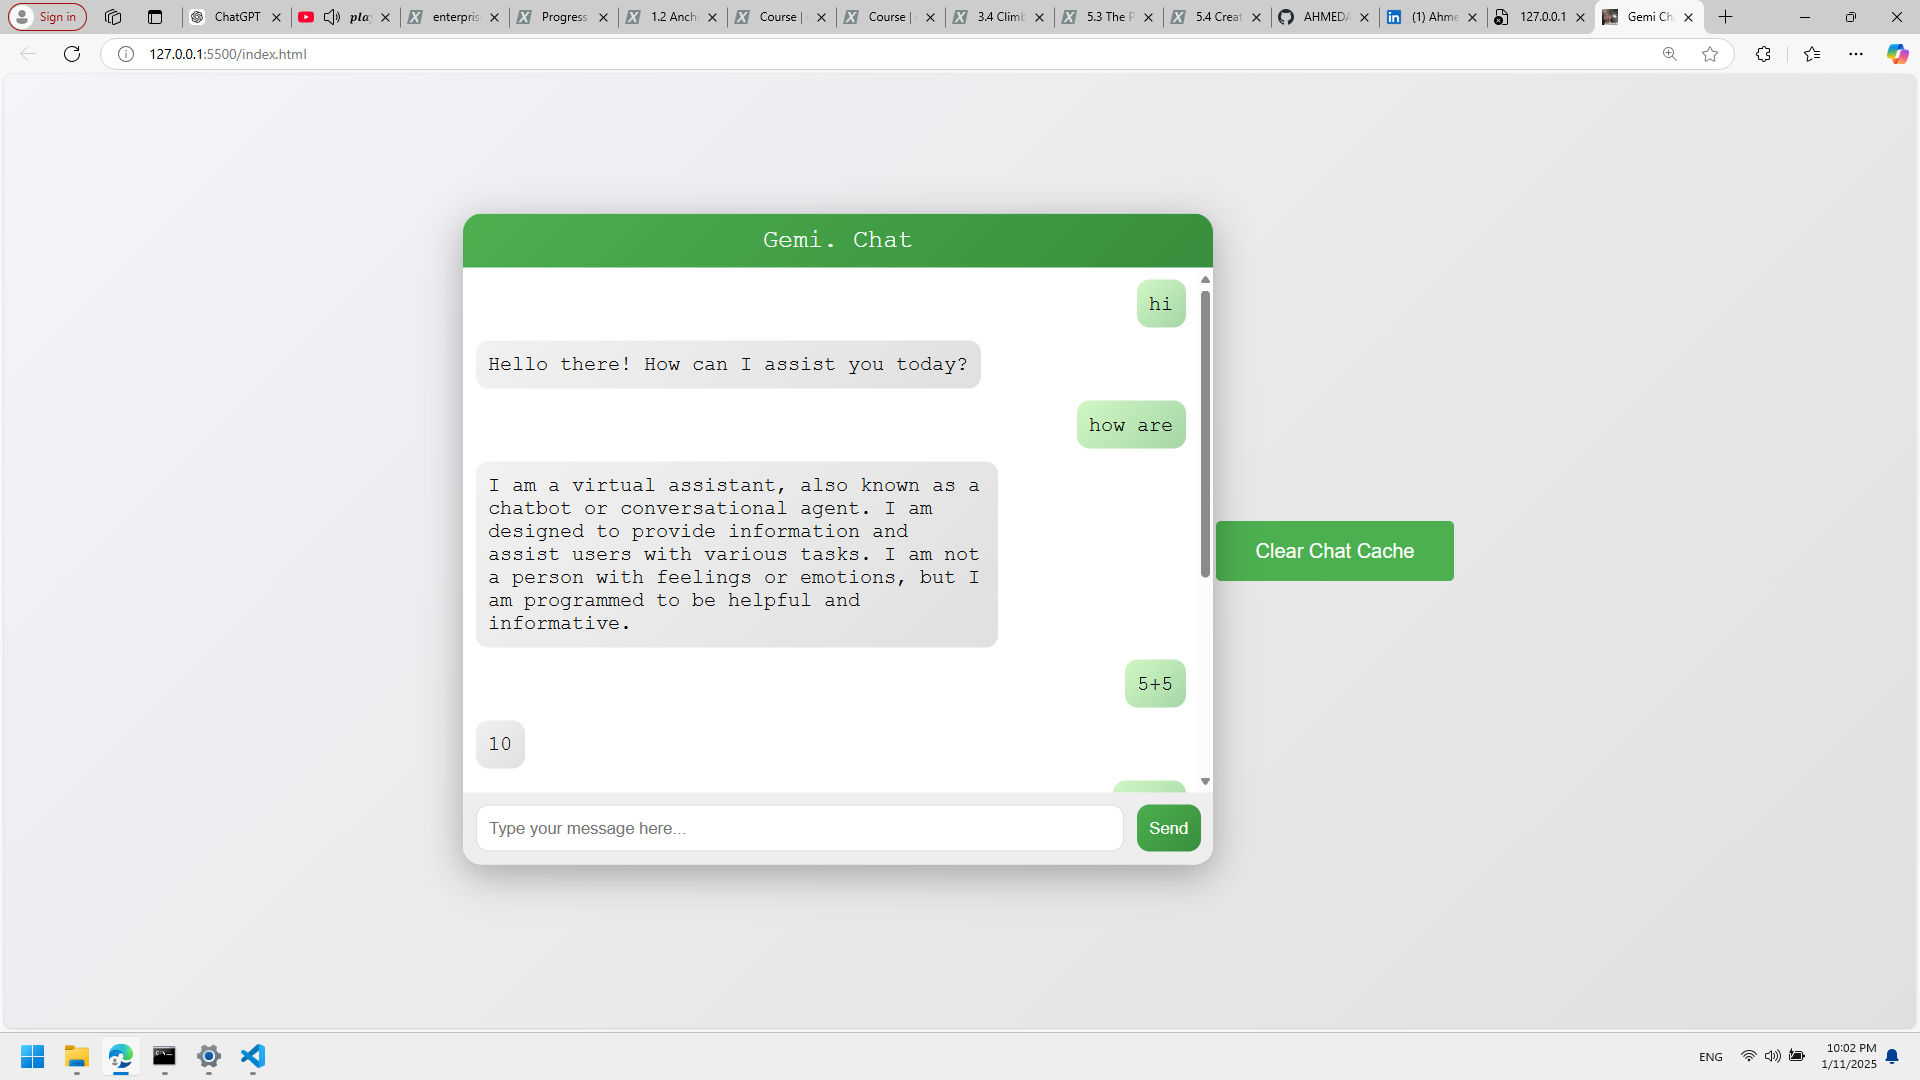 Sign in
ChatGPT
play
enterpris
Progress
1.2 Anch
Course |
Course |
3.4 Climb
5.3 The P
5.4 Creat
AHMEDA
(1) Ahme
127.0.0.1
Gemi Ch
127.0.0.1:5500/index.html
Gemi. Chat
hi
Hello there! How can I assist you today?
how are
I am a virtual assistant, also known as a
chatbot or conversational agent. I am
designed to provide information and
assist users with various tasks. I am not
a person with feelings or emotions, but I
am programmed to be helpful and
informative.
Clear Chat Cache
5+5
10
Type your message here...
Send
ENG
10:02 PM
1/11/2025